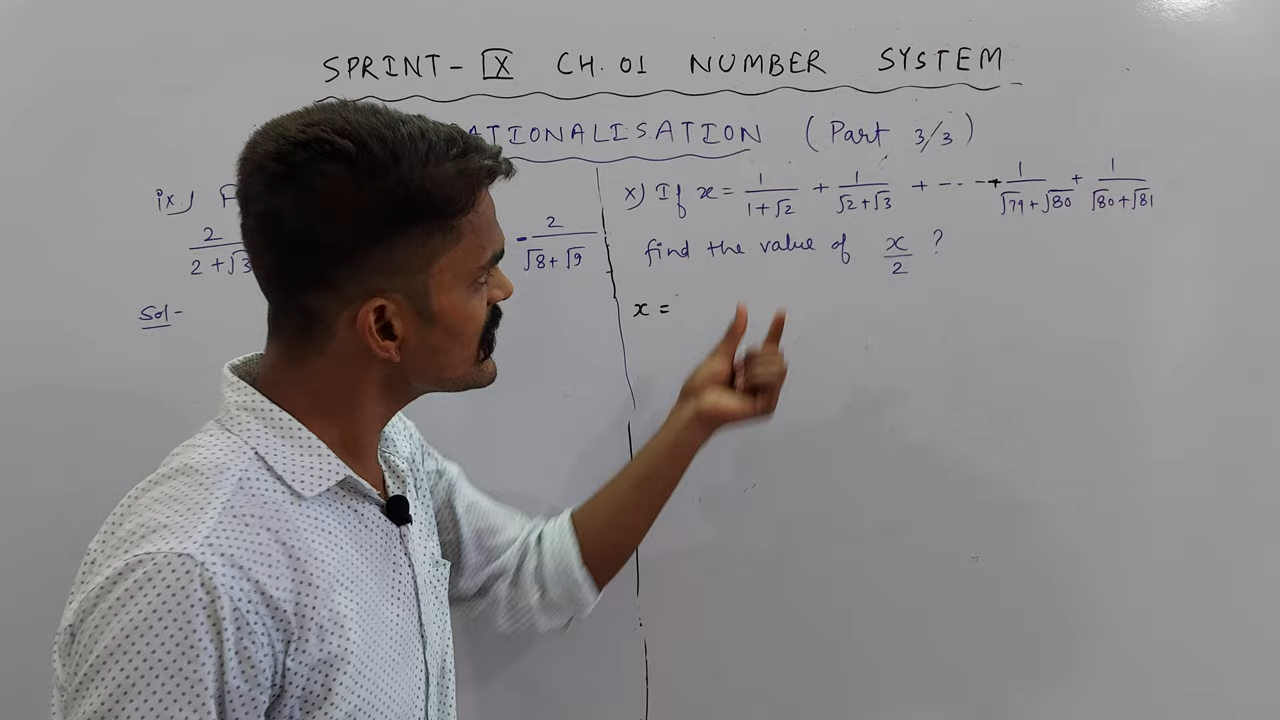 SPRINT- IX CH. 01 NUMBER SYSTEM
ATIONALISATION (Part 3/3)
ix.)
2/(2+√3 - 2/(√8+√9)
Sol-
x) If x = 1/(1+√2) + 1/(√2+√3) + ---- + 1/(√79+√80) + 1/(√80+√81)
find the value of x/2 ?
x =